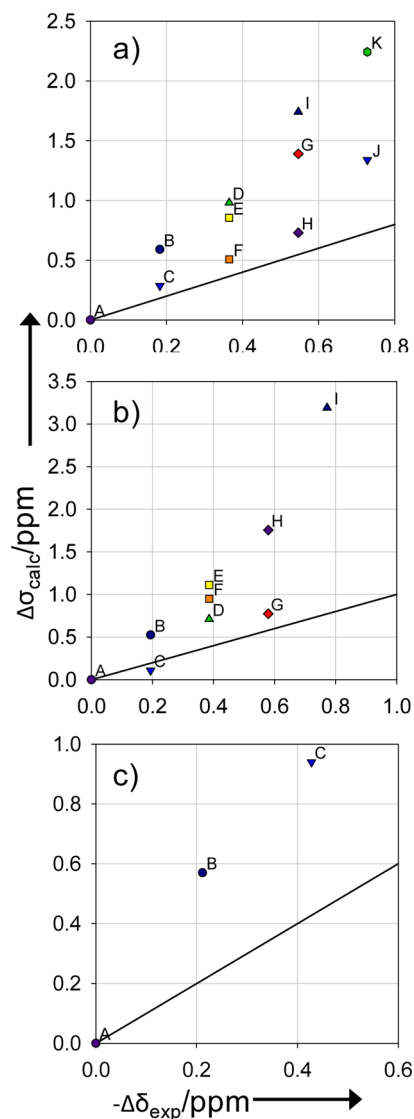 2.5
a)
K
2.0
I
1.5
G
J
1.0
D
E
B
H
0.5
F
C
A
0.0
0.0 0.2 0.4 0.6 0.8
3.5
b)
I
3.0
2.5
2.0
H
1.5
E
1.0
F
B
D
G
0.5
C
A
0.0
0.0 0.2 0.4 0.6 0.8 1.0
Δσcalc/ppm
1.0
c)
C
0.8
B
0.6
0.4
0.2
A
0.0
0.0 0.2 0.4 0.6
-Δδexp/ppm